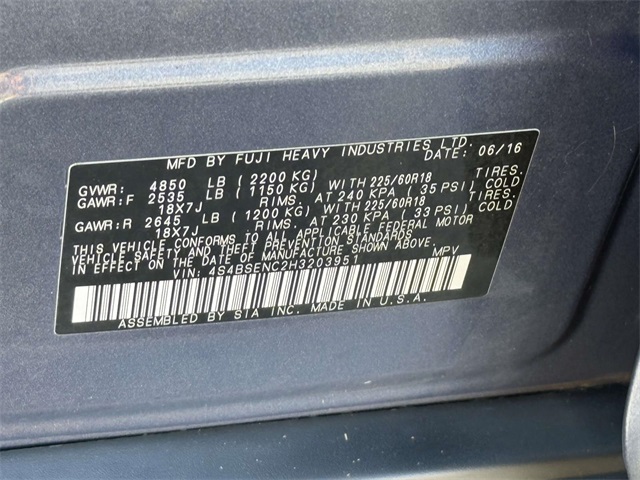 MFD BY FUJI HEAVY INDUSTRIES LTD.
DATE: 06/16
GVWR: 4850 LB (2200 KG)
GAWR:F 2535 LB (1150 KG) WITH 225/60R18 TIRES.
18X7J RIMS. AT 240 KPA (35 PSI) COLD
GAWR:R 2645 LB (1200 KG) WITH 225/60R18 TIRES.
18X7J RIMS. AT 230 KPA (33 PSI) COLD
THIS VEHICLE CONFORMS TO ALL APPLICABLE FEDERAL MOTOR
VEHICLE SAFETY AND THEFT PREVENTION STANDARDS
IN EFFECT ON THE DATE OF MANUFACTURE SHOWN ABOVE.
VIN: 4S4BSENC2H3203951 MPV
ASSEMBLED BY SIA INC. MADE IN U.S.A.